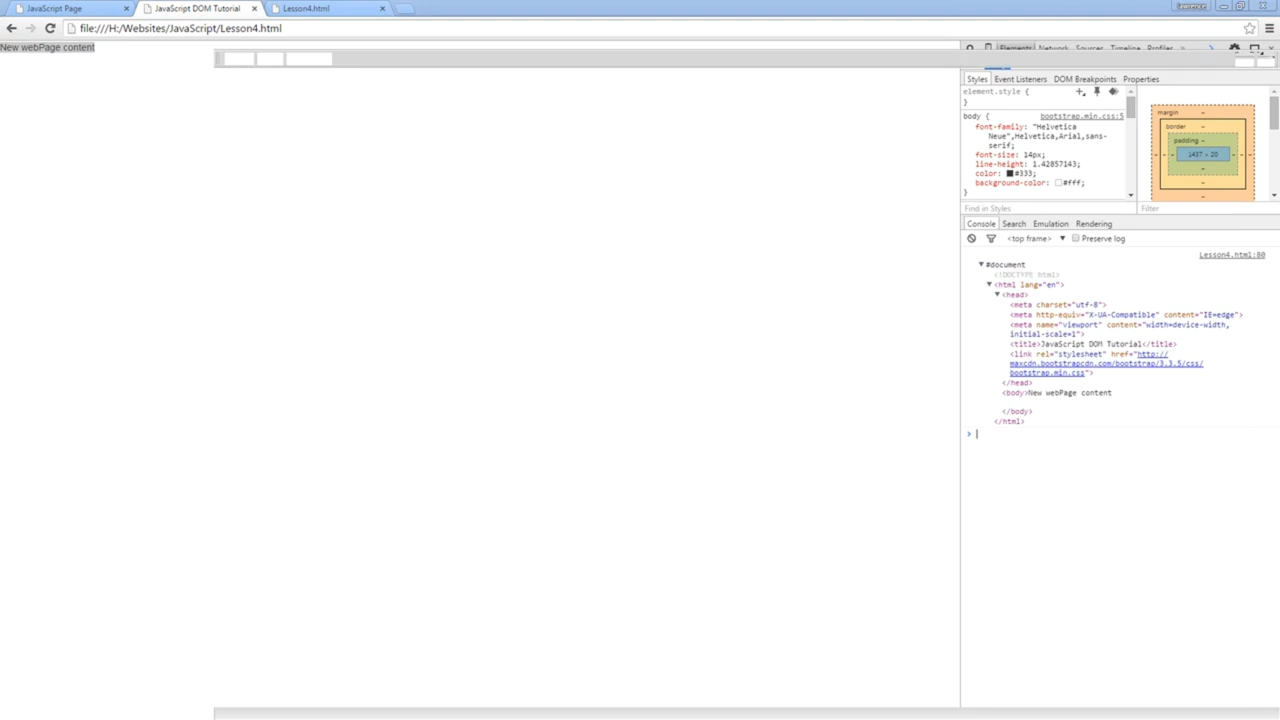 JavaScript Page
JavaScript DOM Tutorial
Lesson4.html
Lawrence
file:///H:/Websites/JavaScript/Lesson4.html
New webPage content
Elements Network Sources Timeline Profiles »
Styles Event Listeners DOM Breakpoints Properties
element.style {
}
body { bootstrap.min.css:5
font-family: "Helvetica
Neue",Helvetica,Arial,sans-
serif;
font-size: 14px;
line-height: 1.42857143;
color: #333;
background-color: #fff;
}
margin –
border –
padding –
– – – 1437 × 20 – – –
–
–
–
Find in Styles
Filter
Console Search Emulation Rendering
<top frame> ▼ Preserve log
Lesson4.html:80
▼ #document
<!DOCTYPE html>
▼ <html lang="en">
▼ <head>
<meta charset="utf-8">
<meta http-equiv="X-UA-Compatible" content="IE=edge">
<meta name="viewport" content="width=device-width,
initial-scale=1">
<title>JavaScript DOM Tutorial</title>
<link rel="stylesheet" href="http://
maxcdn.bootstrapcdn.com/bootstrap/3.3.5/css/
bootstrap.min.css">
</head>
<body>New webPage content
</body>
</html>
>